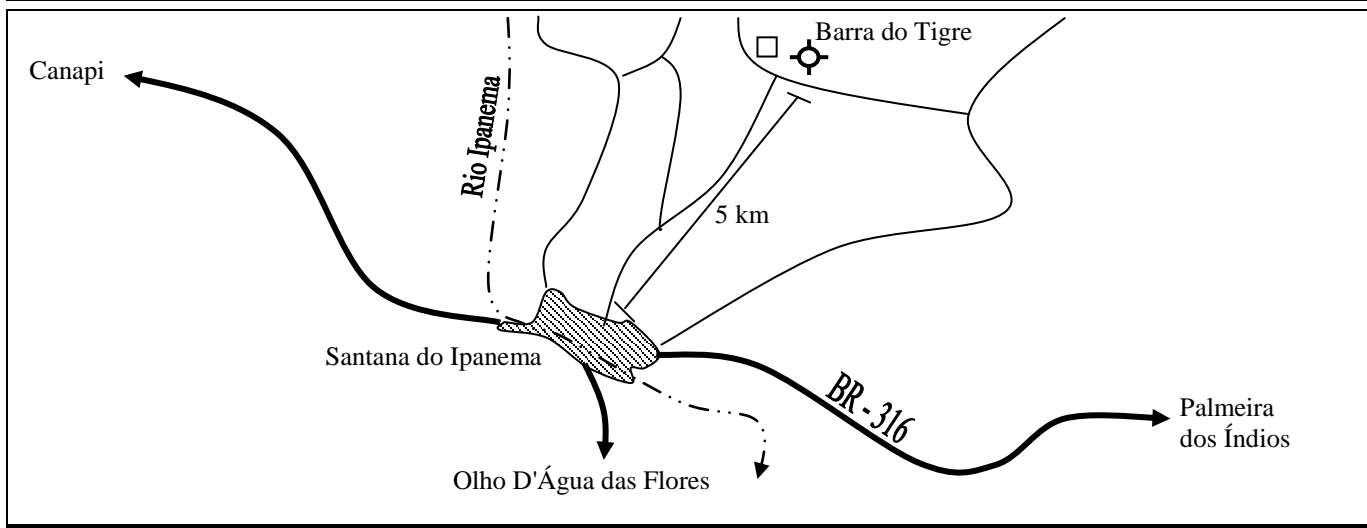 Barra do Tigre
Canapi
Rio Ipanema
5 km
Santana do Ipanema
BR - 316
Palmeira
dos Índios
Olho D'Água das Flores